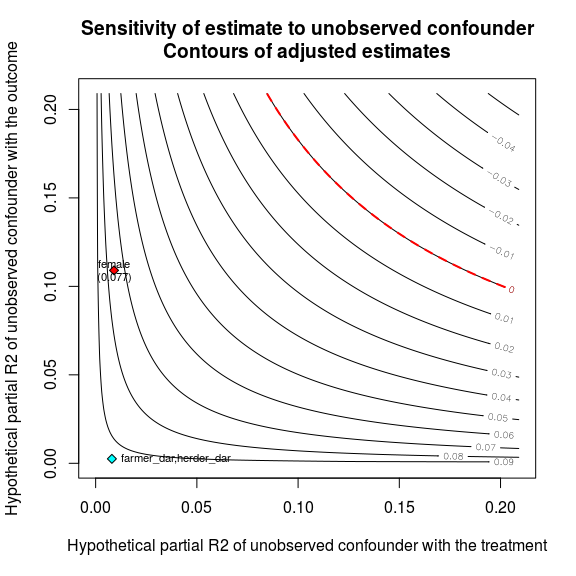 Sensitivity of estimate to unobserved confounder
Contours of adjusted estimates
Hypothetical partial R2 of unobserved confounder with the outcome
0.20
0.15
0.10
0.05
0.00
−0.04
−0.03
−0.02
−0.01
0
0.01
0.02
0.03
0.04
0.05
0.06
0.07
0.08
0.09
female
(0.077)
farmer_dar,herder_dar
0.00 0.05 0.10 0.15 0.20
Hypothetical partial R2 of unobserved confounder with the treatment